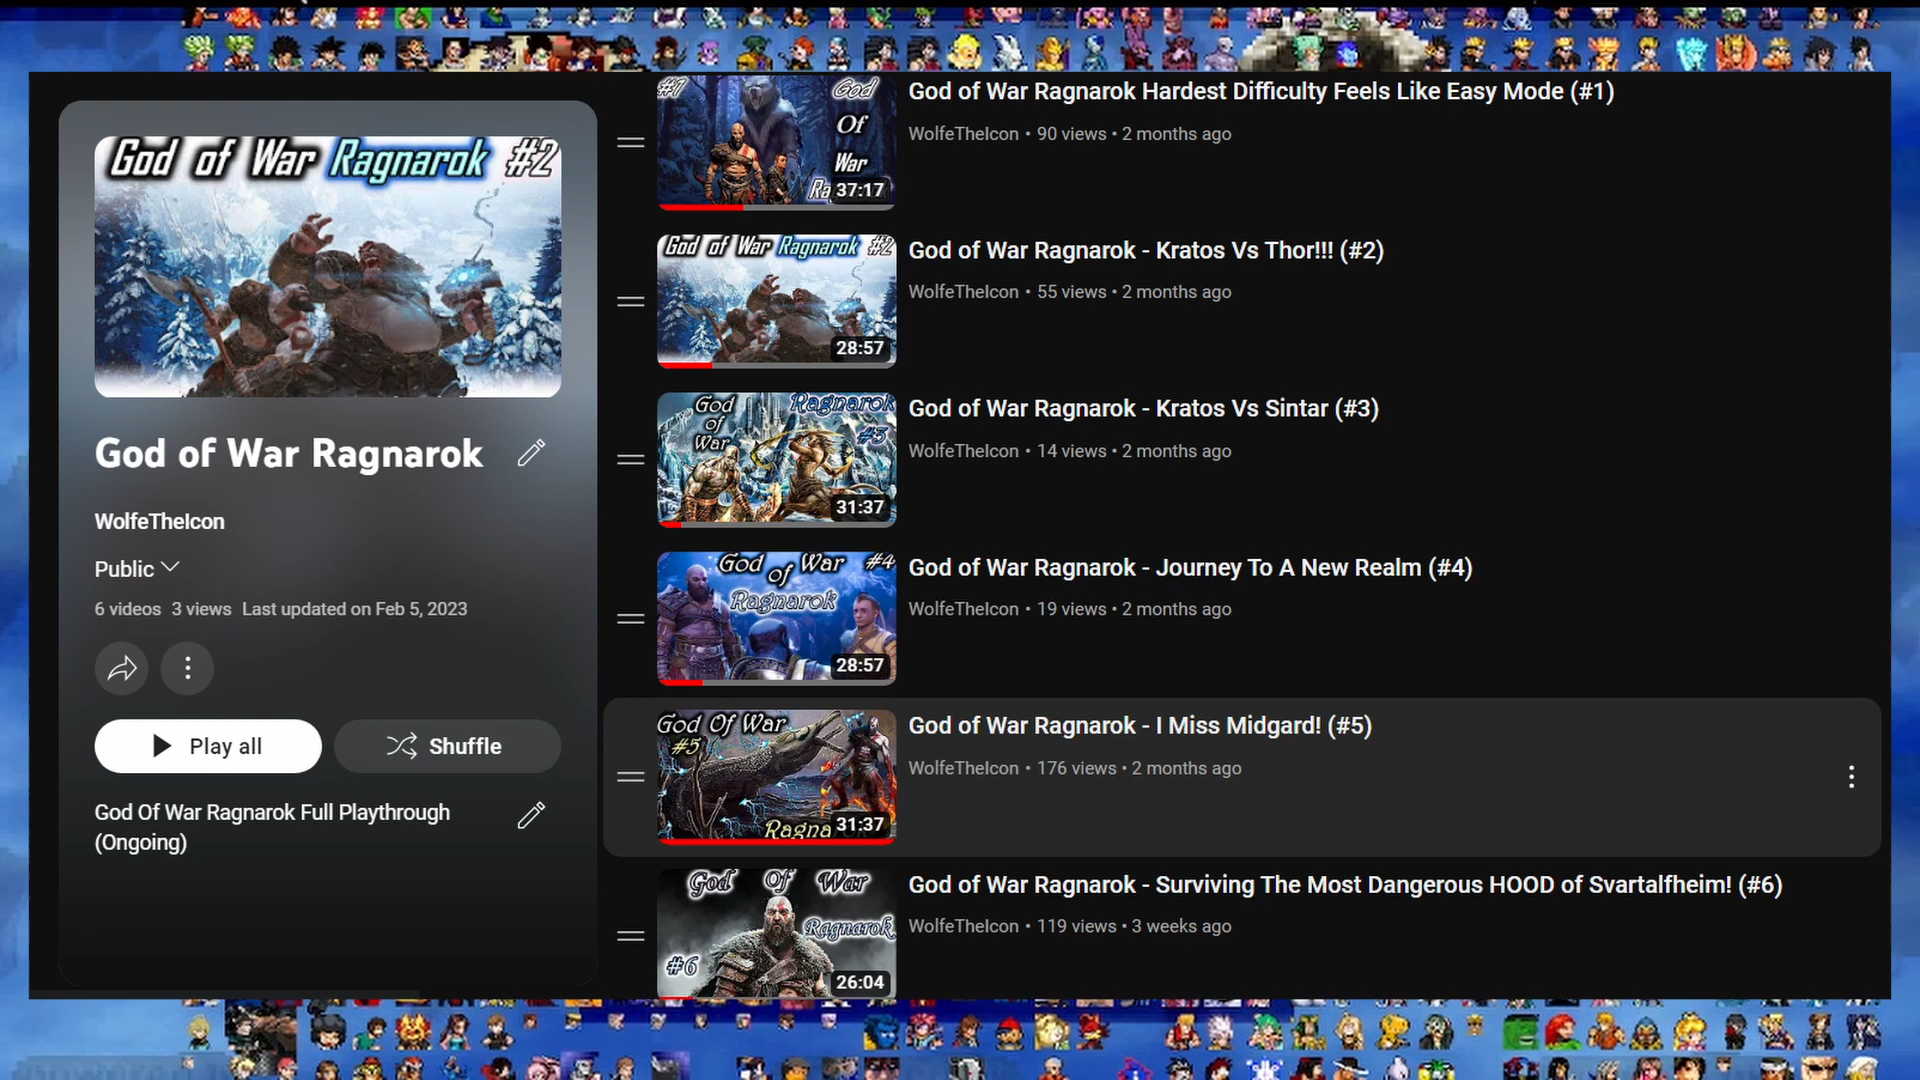 God of War Ragnarok #2
God of War Ragnarok
WolfeTheIcon
Public
6 videos 3 views Last updated on Feb 5, 2023
Play all
Shuffle
God Of War Ragnarok Full Playthrough
(Ongoing)
#1
God
Of
War
Ra
37:17
God of War Ragnarok Hardest Difficulty Feels Like Easy Mode (#1)
WolfeTheIcon • 90 views • 2 months ago
God of War Ragnarok #2
28:57
God of War Ragnarok - Kratos Vs Thor!!! (#2)
WolfeTheIcon • 55 views • 2 months ago
God
of
War
Ragnarok
#3
31:37
God of War Ragnarok - Kratos Vs Sintar (#3)
WolfeTheIcon • 14 views • 2 months ago
God of War #4
Ragnarok
28:57
God of War Ragnarok - Journey To A New Realm (#4)
WolfeTheIcon • 19 views • 2 months ago
God Of War
#5
Ragna
31:37
God of War Ragnarok - I Miss Midgard! (#5)
WolfeTheIcon • 176 views • 2 months ago
God Of War
Ragnarok
#6
26:04
God of War Ragnarok - Surviving The Most Dangerous HOOD of Svartalfheim! (#6)
WolfeTheIcon • 119 views • 3 weeks ago